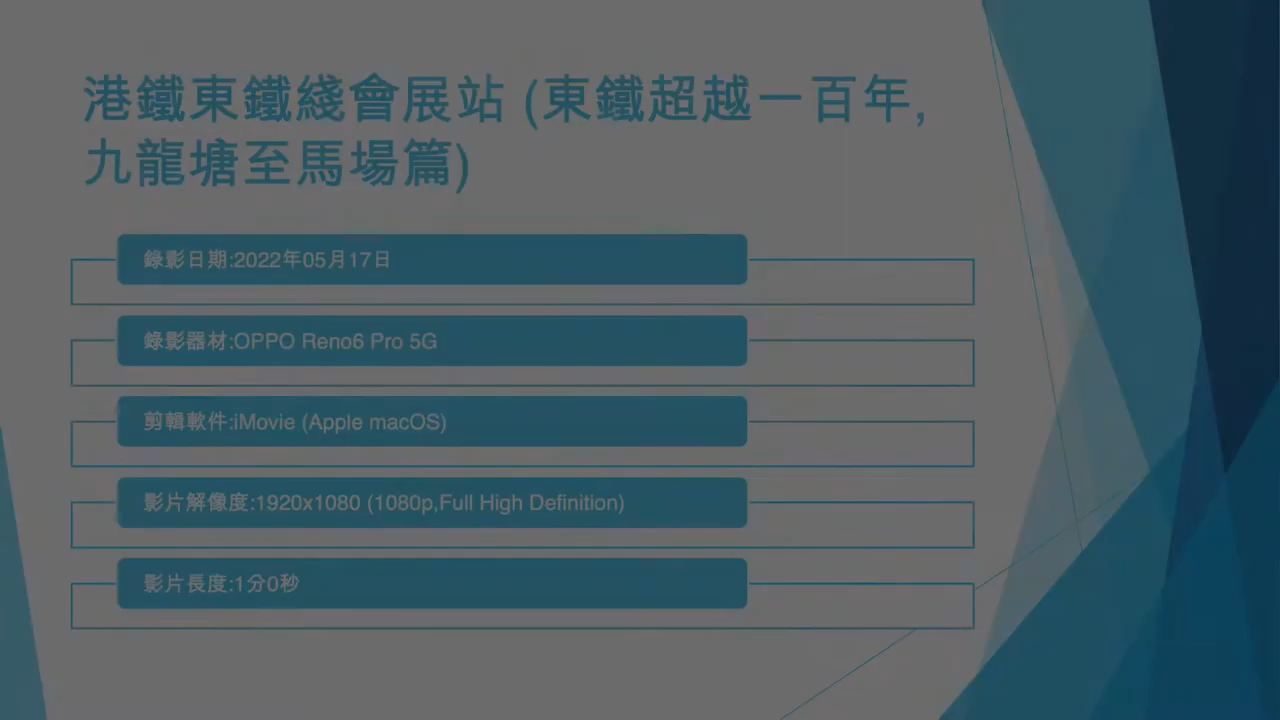 港鐵東鐵綫會展站 (東鐵超越一百年,
九龍塘至馬場篇)
錄影日期:2022年05月17日
錄影器材:OPPO Reno6 Pro 5G
剪輯軟件:iMovie (Apple macOS)
影片解像度:1920x1080 (1080p,Full High Definition)
影片長度:1分0秒